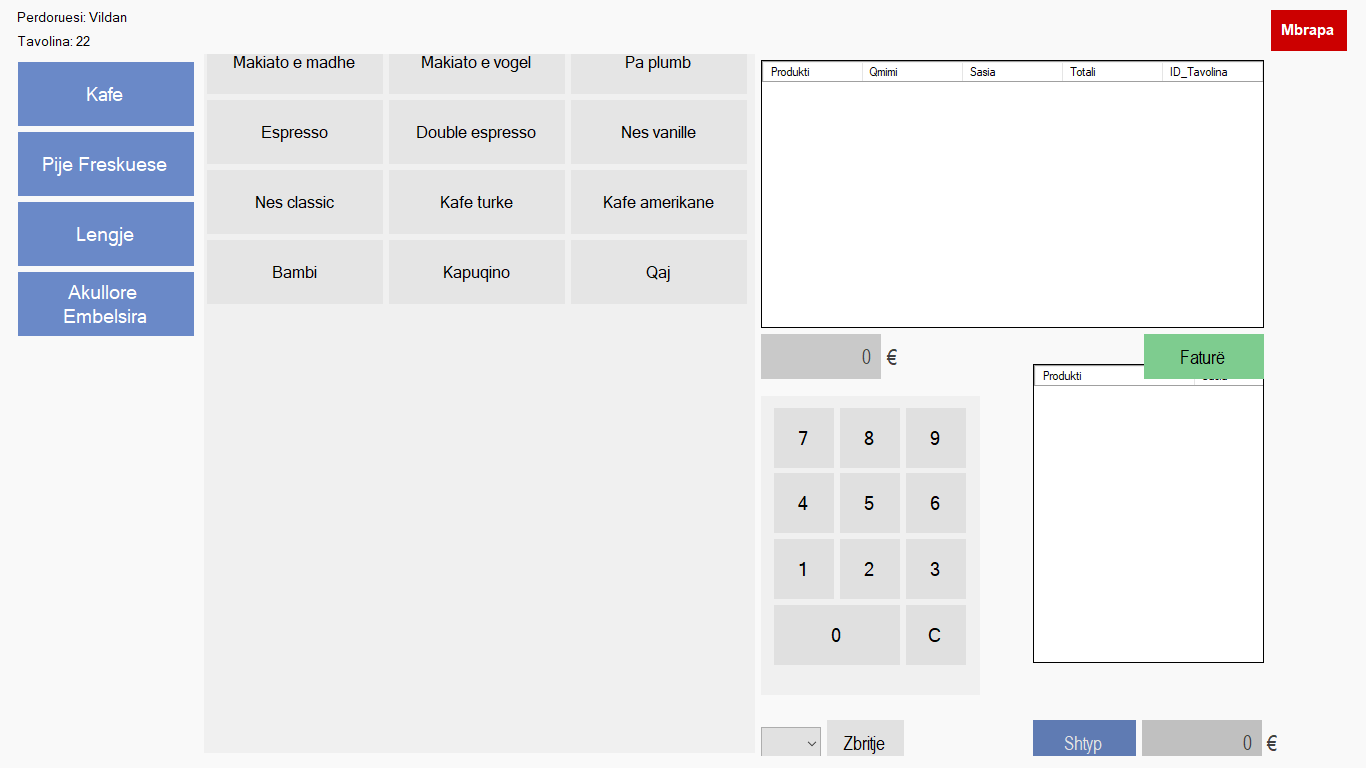 Perdoruesi: Vildan
Tavolina: 22
Mbrapa
Kafe
Pije Freskuese
Lengje
Akullore
Embelsira
Makiato e madhe Makiato e vogel Pa plumb
Espresso Double espresso Nes vanille
Nes classic Kafe turke Kafe amerikane
Bambi Kapuqino Qaj
Produkti Qmimi Sasia Totali ID_Tavolina
0 €
Faturë
Produkti
7 8 9
4 5 6
1 2 3
0 C
Zbritje
Shtyp 0 €